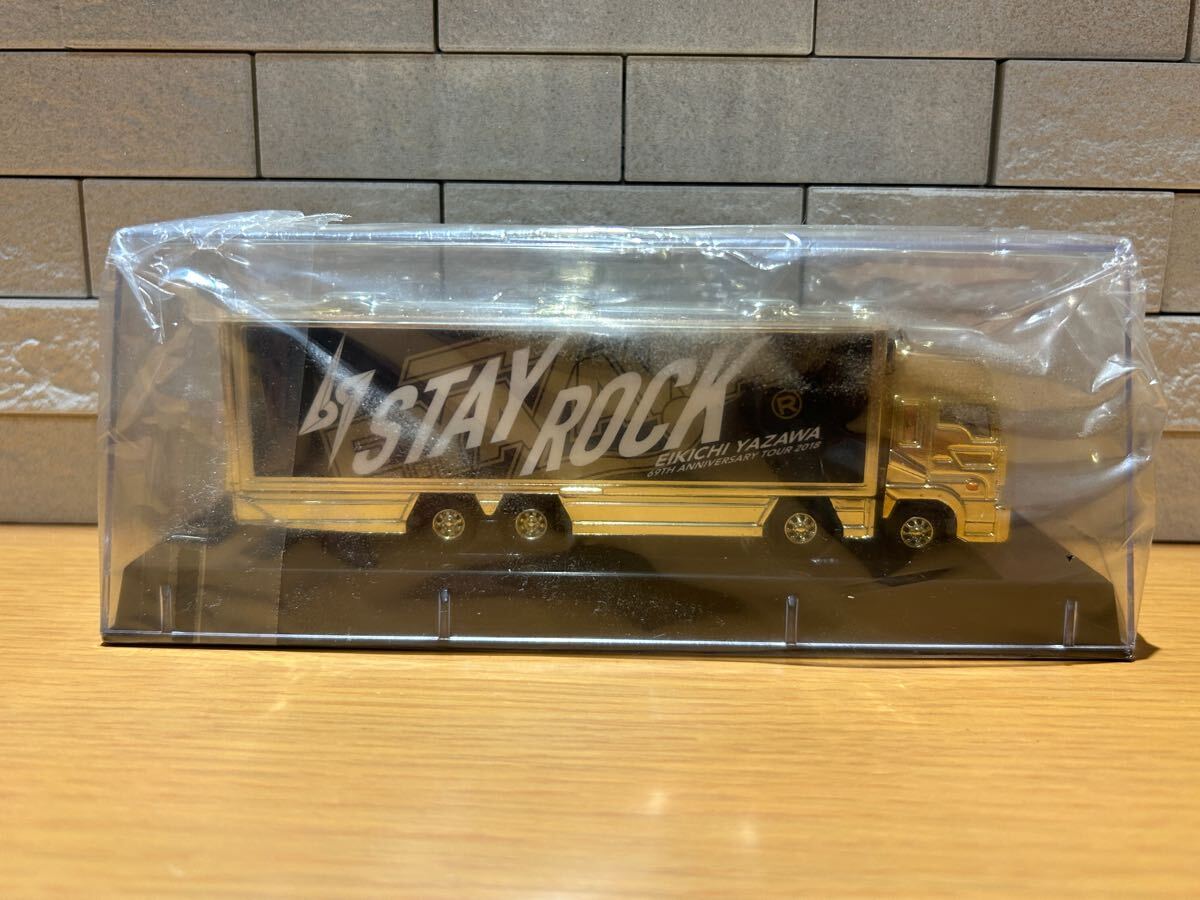 69 STAY ROCK ®
EIKICHI YAZAWA
69TH ANNIVERSARY TOUR 2018